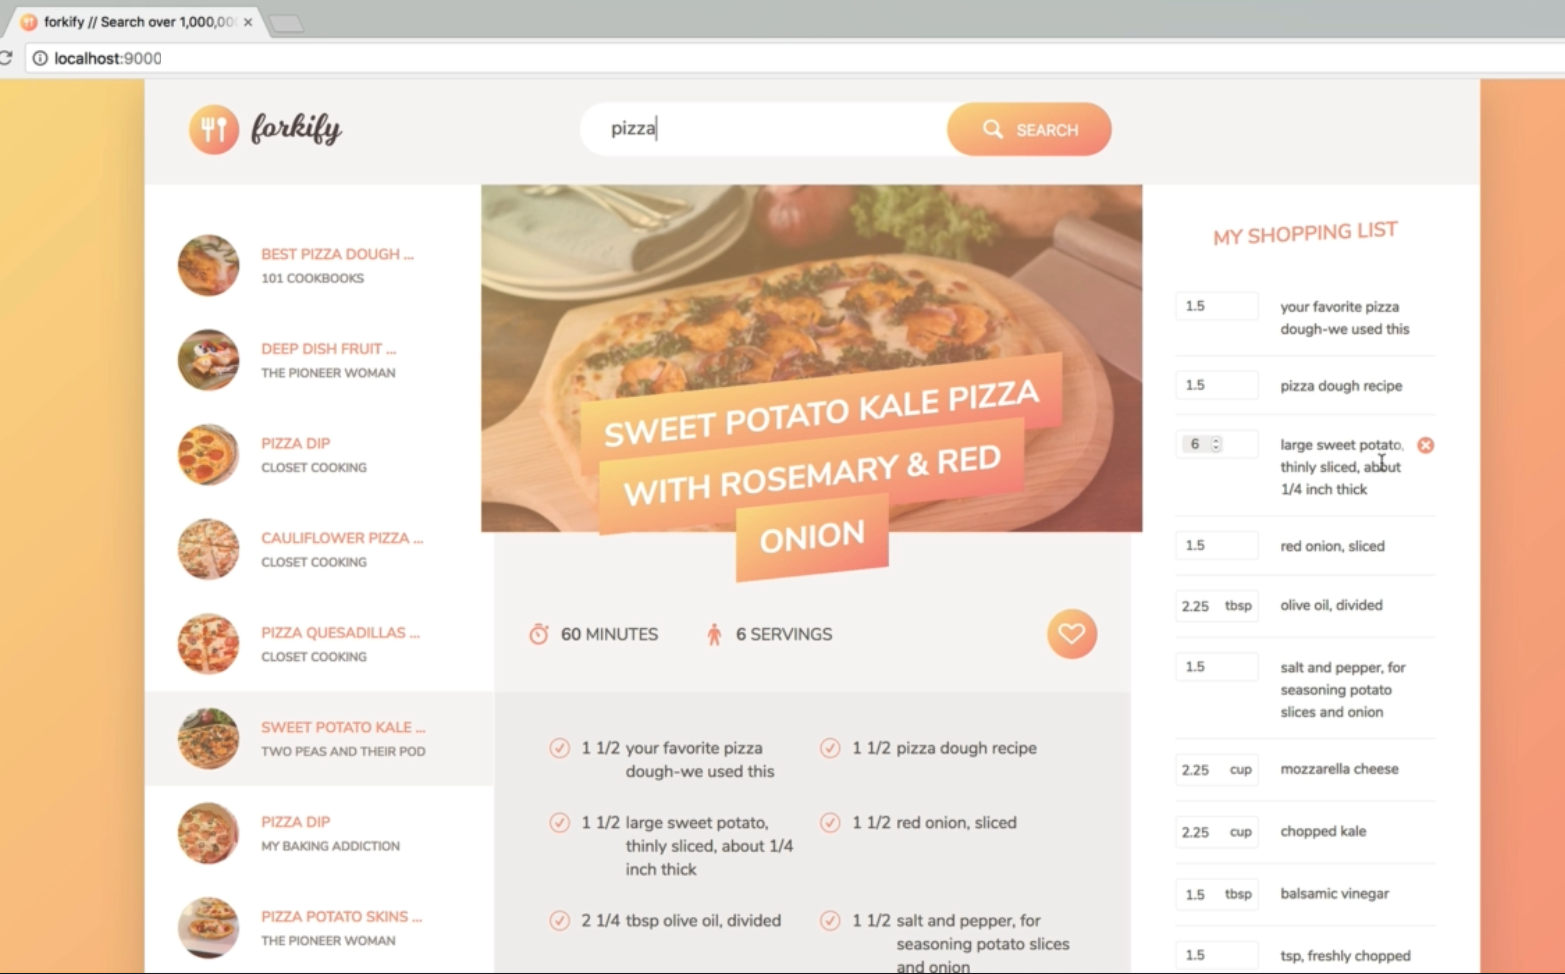 forkify // Search over 1,000,00
localhost:9000
forkify
pizza
SEARCH
BEST PIZZA DOUGH ...
101 COOKBOOKS
DEEP DISH FRUIT ...
THE PIONEER WOMAN
PIZZA DIP
CLOSET COOKING
CAULIFLOWER PIZZA ...
CLOSET COOKING
PIZZA QUESADILLAS ...
CLOSET COOKING
SWEET POTATO KALE ...
TWO PEAS AND THEIR POD
PIZZA DIP
MY BAKING ADDICTION
PIZZA POTATO SKINS ...
THE PIONEER WOMAN
SWEET POTATO KALE PIZZA
WITH ROSEMARY & RED
ONION
60 MINUTES
6 SERVINGS
1 1/2 your favorite pizza
dough-we used this
1 1/2 pizza dough recipe
1 1/2 large sweet potato,
thinly sliced, about 1/4
inch thick
1 1/2 red onion, sliced
2 1/4 tbsp olive oil, divided
1 1/2 salt and pepper, for
seasoning potato slices
and onion
MY SHOPPING LIST
1.5 your favorite pizza
dough-we used this
1.5 pizza dough recipe
6 large sweet potato,
thinly sliced, about
1/4 inch thick
1.5 red onion, sliced
2.25 tbsp olive oil, divided
1.5 salt and pepper, for
seasoning potato
slices and onion
2.25 cup mozzarella cheese
2.25 cup chopped kale
1.5 tbsp balsamic vinegar
1.5 tsp, freshly chopped